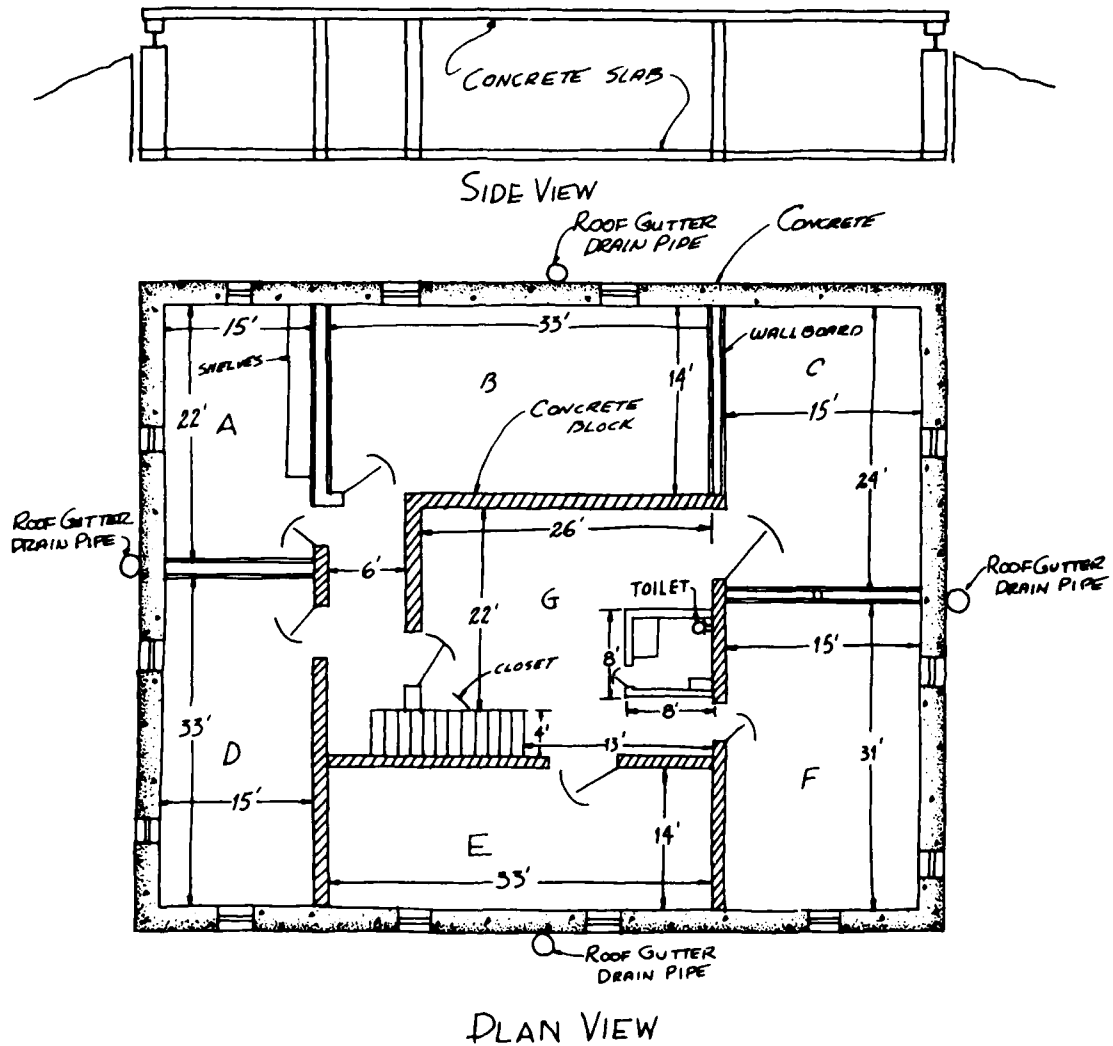 CONCRETE SLAB
SIDE VIEW
ROOF GUTTER
DRAIN PIPE
CONCRETE
15'
33'
WALLBOARD
SHELVES
B
14'
C
22'
A
CONCRETE
BLOCK
15'
24'
ROOF GUTTER
DRAIN PIPE
26'
6'
ROOF GUTTER
DRAIN PIPE
22'
G
TOILET
15'
8'
CLOSET
8'
33'
4'
13'
31'
D
F
15'
E
14'
33'
ROOF GUTTER
DRAIN PIPE
PLAN VIEW